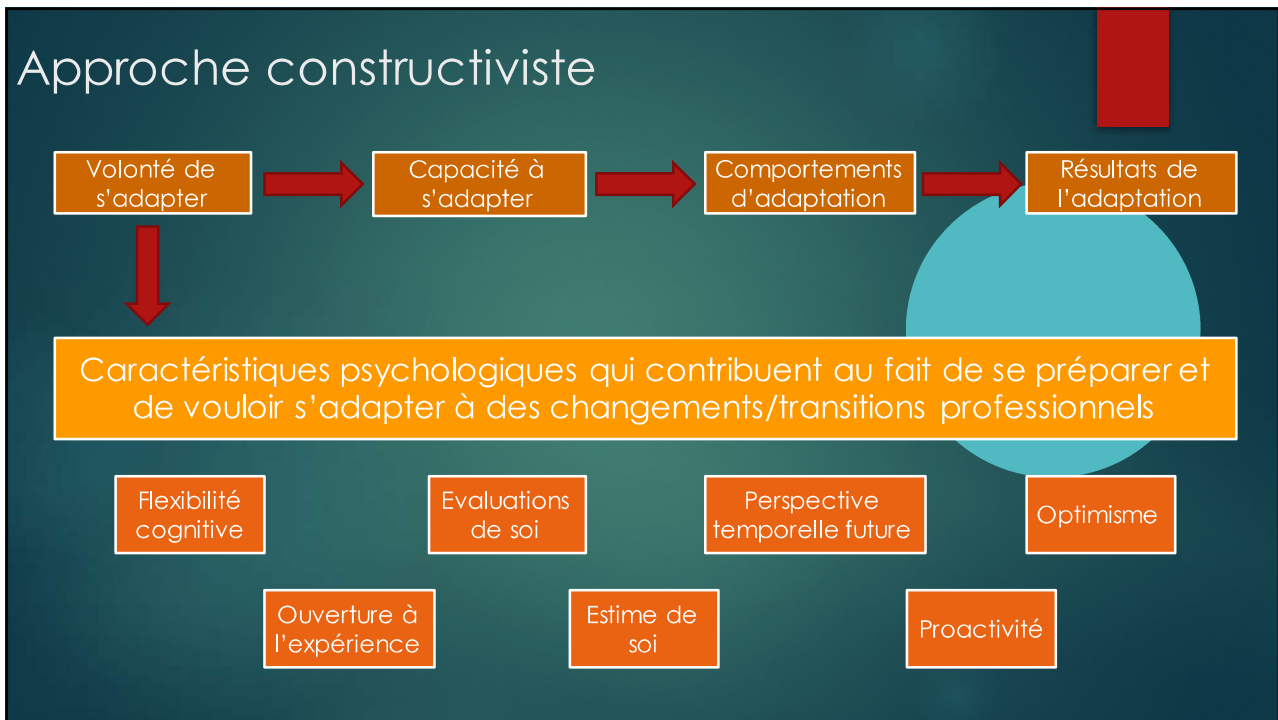 Approche constructiviste
Volonté de
s'adapter
Capacité à
s'adapter
Comportements
d'adaptation
Résultats de
l'adaptation
Caractéristiques psychologiques qui contribuent au fait de se préparer et
de vouloir s'adapter à des changements/transitions professionnels
Flexibilité
cognitive
Evaluations
de soi
Perspective
temporelle future
Optimisme
Ouverture à
l'expérience
Estime de
soi
Proactivité